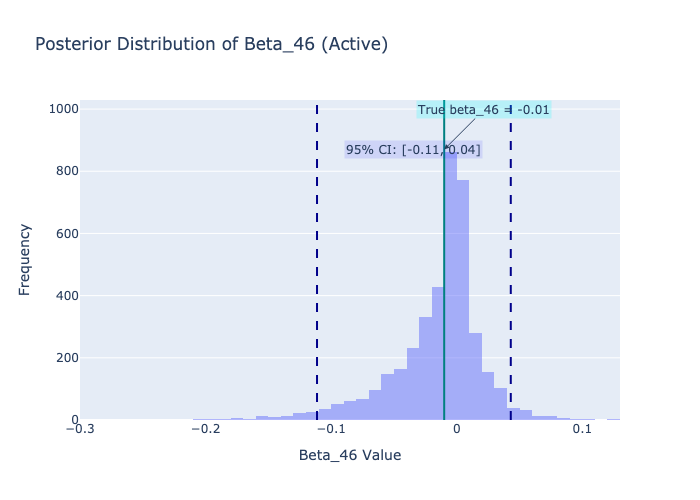 Posterior Distribution of Beta_46 (Active)
True beta_46 = -0.01
95% CI: [-0.11, 0.04]
1000
800
600
400
200
0
Frequency
−0.3
−0.2
−0.1
0
0.1
Beta_46 Value